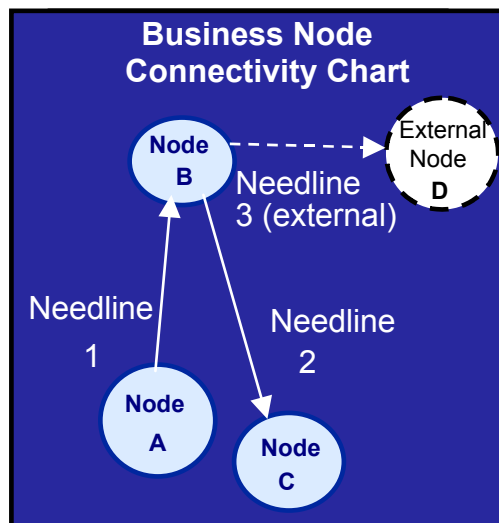 Business Node
Connectivity Chart
Node
B
External
Node
D
Needline
3 (external)
Needline
1
Needline
2
Node
A
Node
C